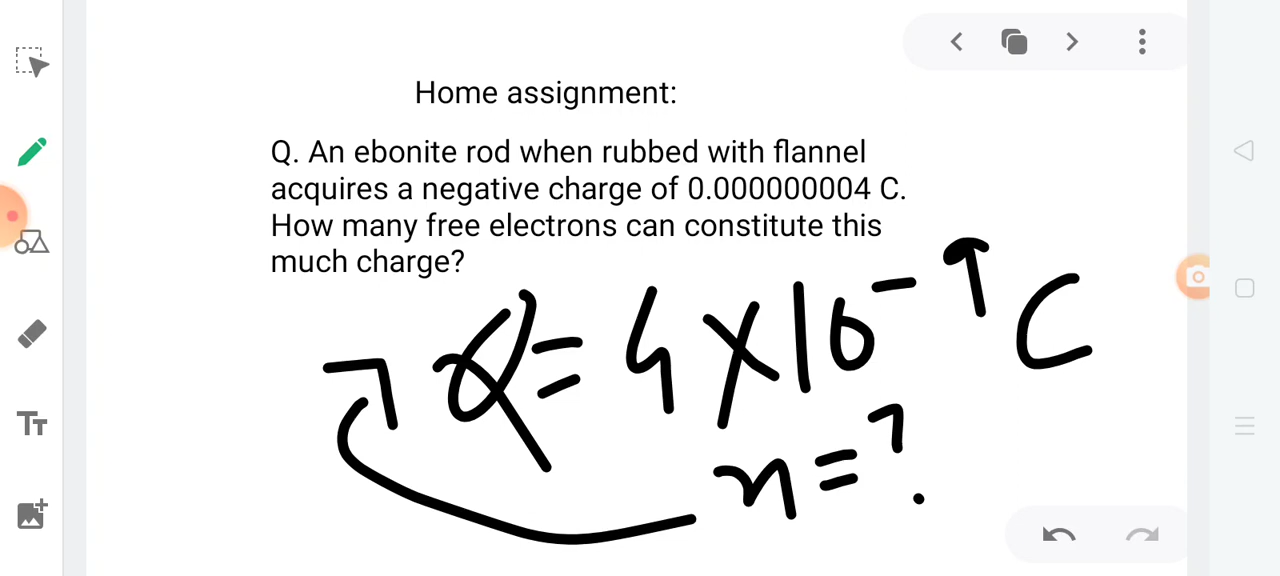 Home assignment:
Q. An ebonite rod when rubbed with flannel
acquires a negative charge of 0.000000004 C.
How many free electrons can constitute this
much charge?
Q = 4 × 10⁻⁹ C
n = ?
TT